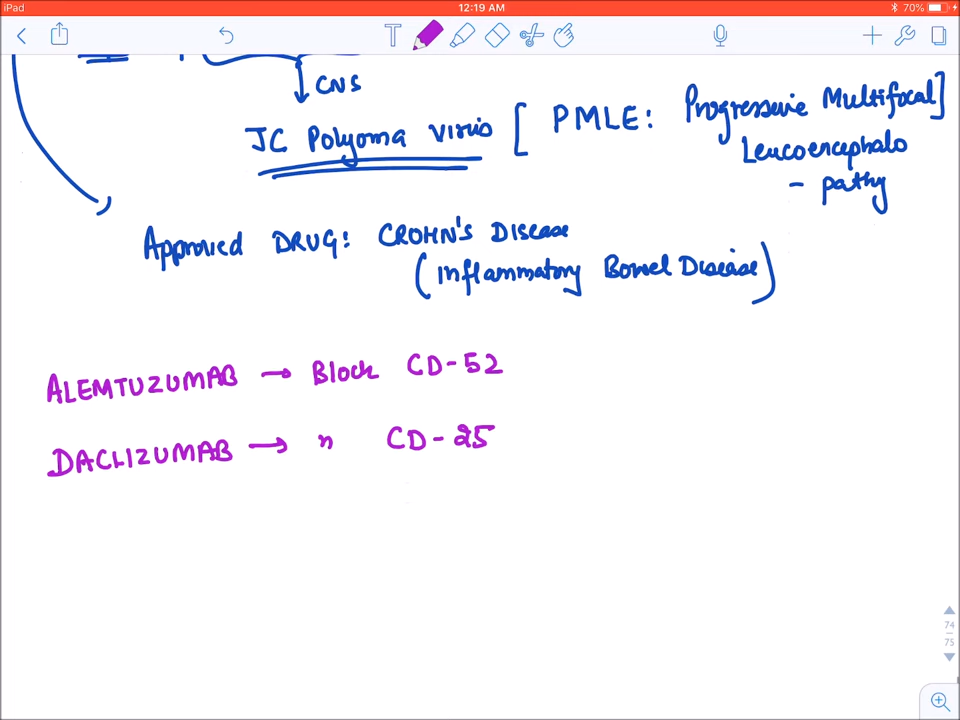 iPad
12:19 AM
70%
T
CNS
JC Polyoma virus [ PMLE: Progressive Multifocal]
Leucoencephalo
- pathy
Approved DRUG: CROHN'S Disease
(Inflammatory Bowel Disease)
ALEMTUZUMAB → Block CD-52
DACLIZUMAB → " CD-25
74
75